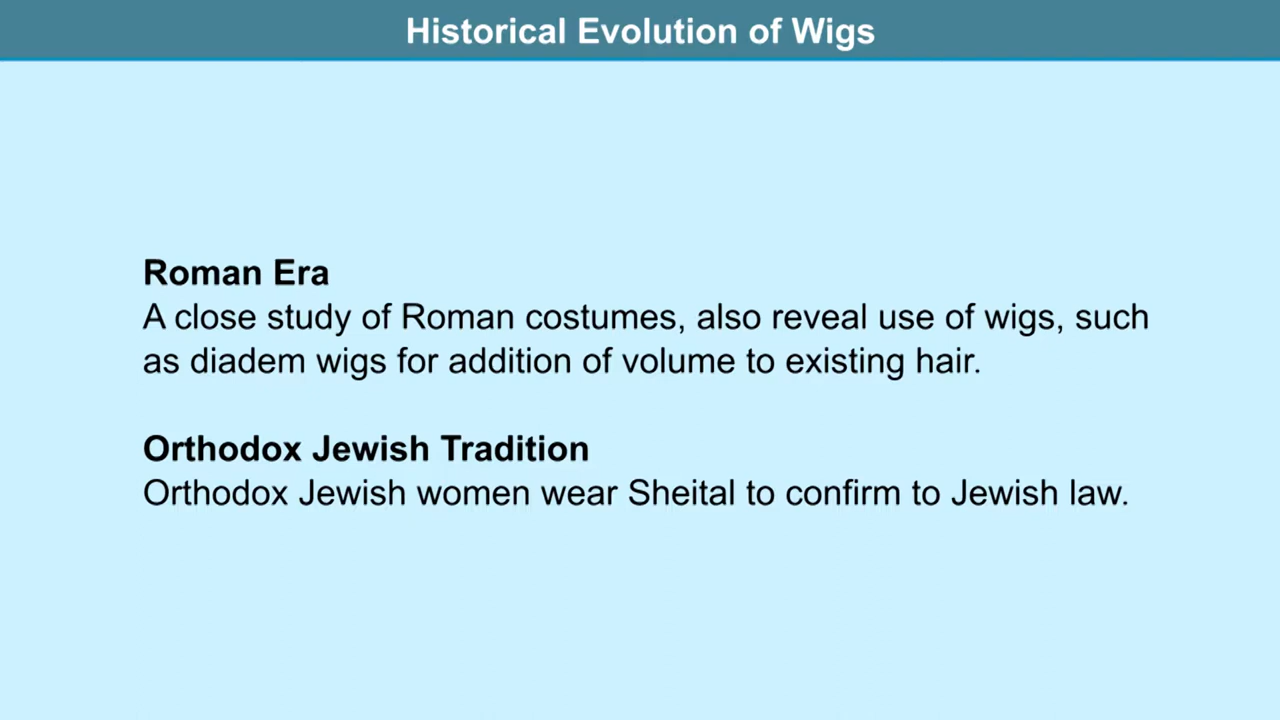 Historical Evolution of Wigs
Roman Era
A close study of Roman costumes, also reveal use of wigs, such
as diadem wigs for addition of volume to existing hair.
Orthodox Jewish Tradition
Orthodox Jewish women wear Sheital to confirm to Jewish law.